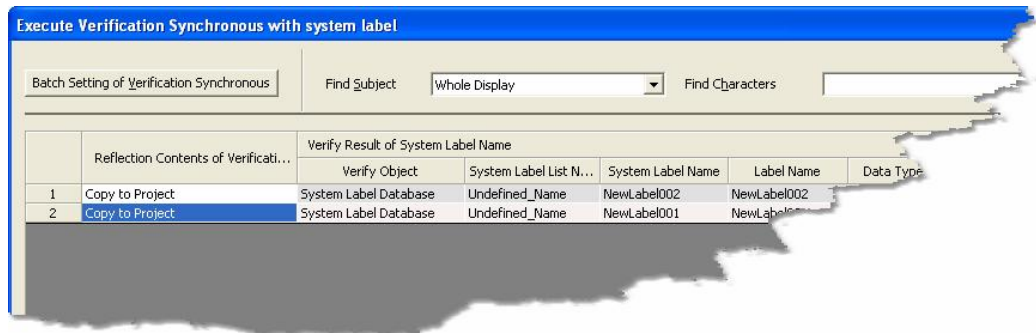 Execute Verification Synchronous with system label
Batch Setting of Verification Synchronous Find Subject Whole Display Find Characters
Verify Result of System Label Name
Reflection Contents of Verificati... Verify Object System Label List N... System Label Name Label Name Data Type
1 Copy to Project System Label Database Undefined_Name NewLabel002 NewLabel002
2 Copy to Project System Label Database Undefined_Name NewLabel001